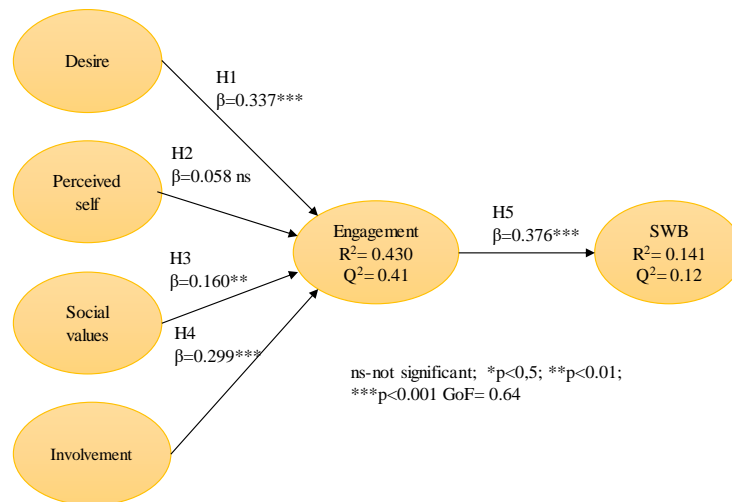 Desire
H1
β=0.337***
H2
β=0.058 ns
Perceived
self
H3
β=0.160**
Social
values
H4
β=0.299***
Involvement
Engagement
R²= 0.430
Q²= 0.41
H5
β=0.376***
SWB
R²= 0.141
Q²= 0.12
ns-not significant; *p<0,5; **p<0.01;
***p<0.001 GoF= 0.64